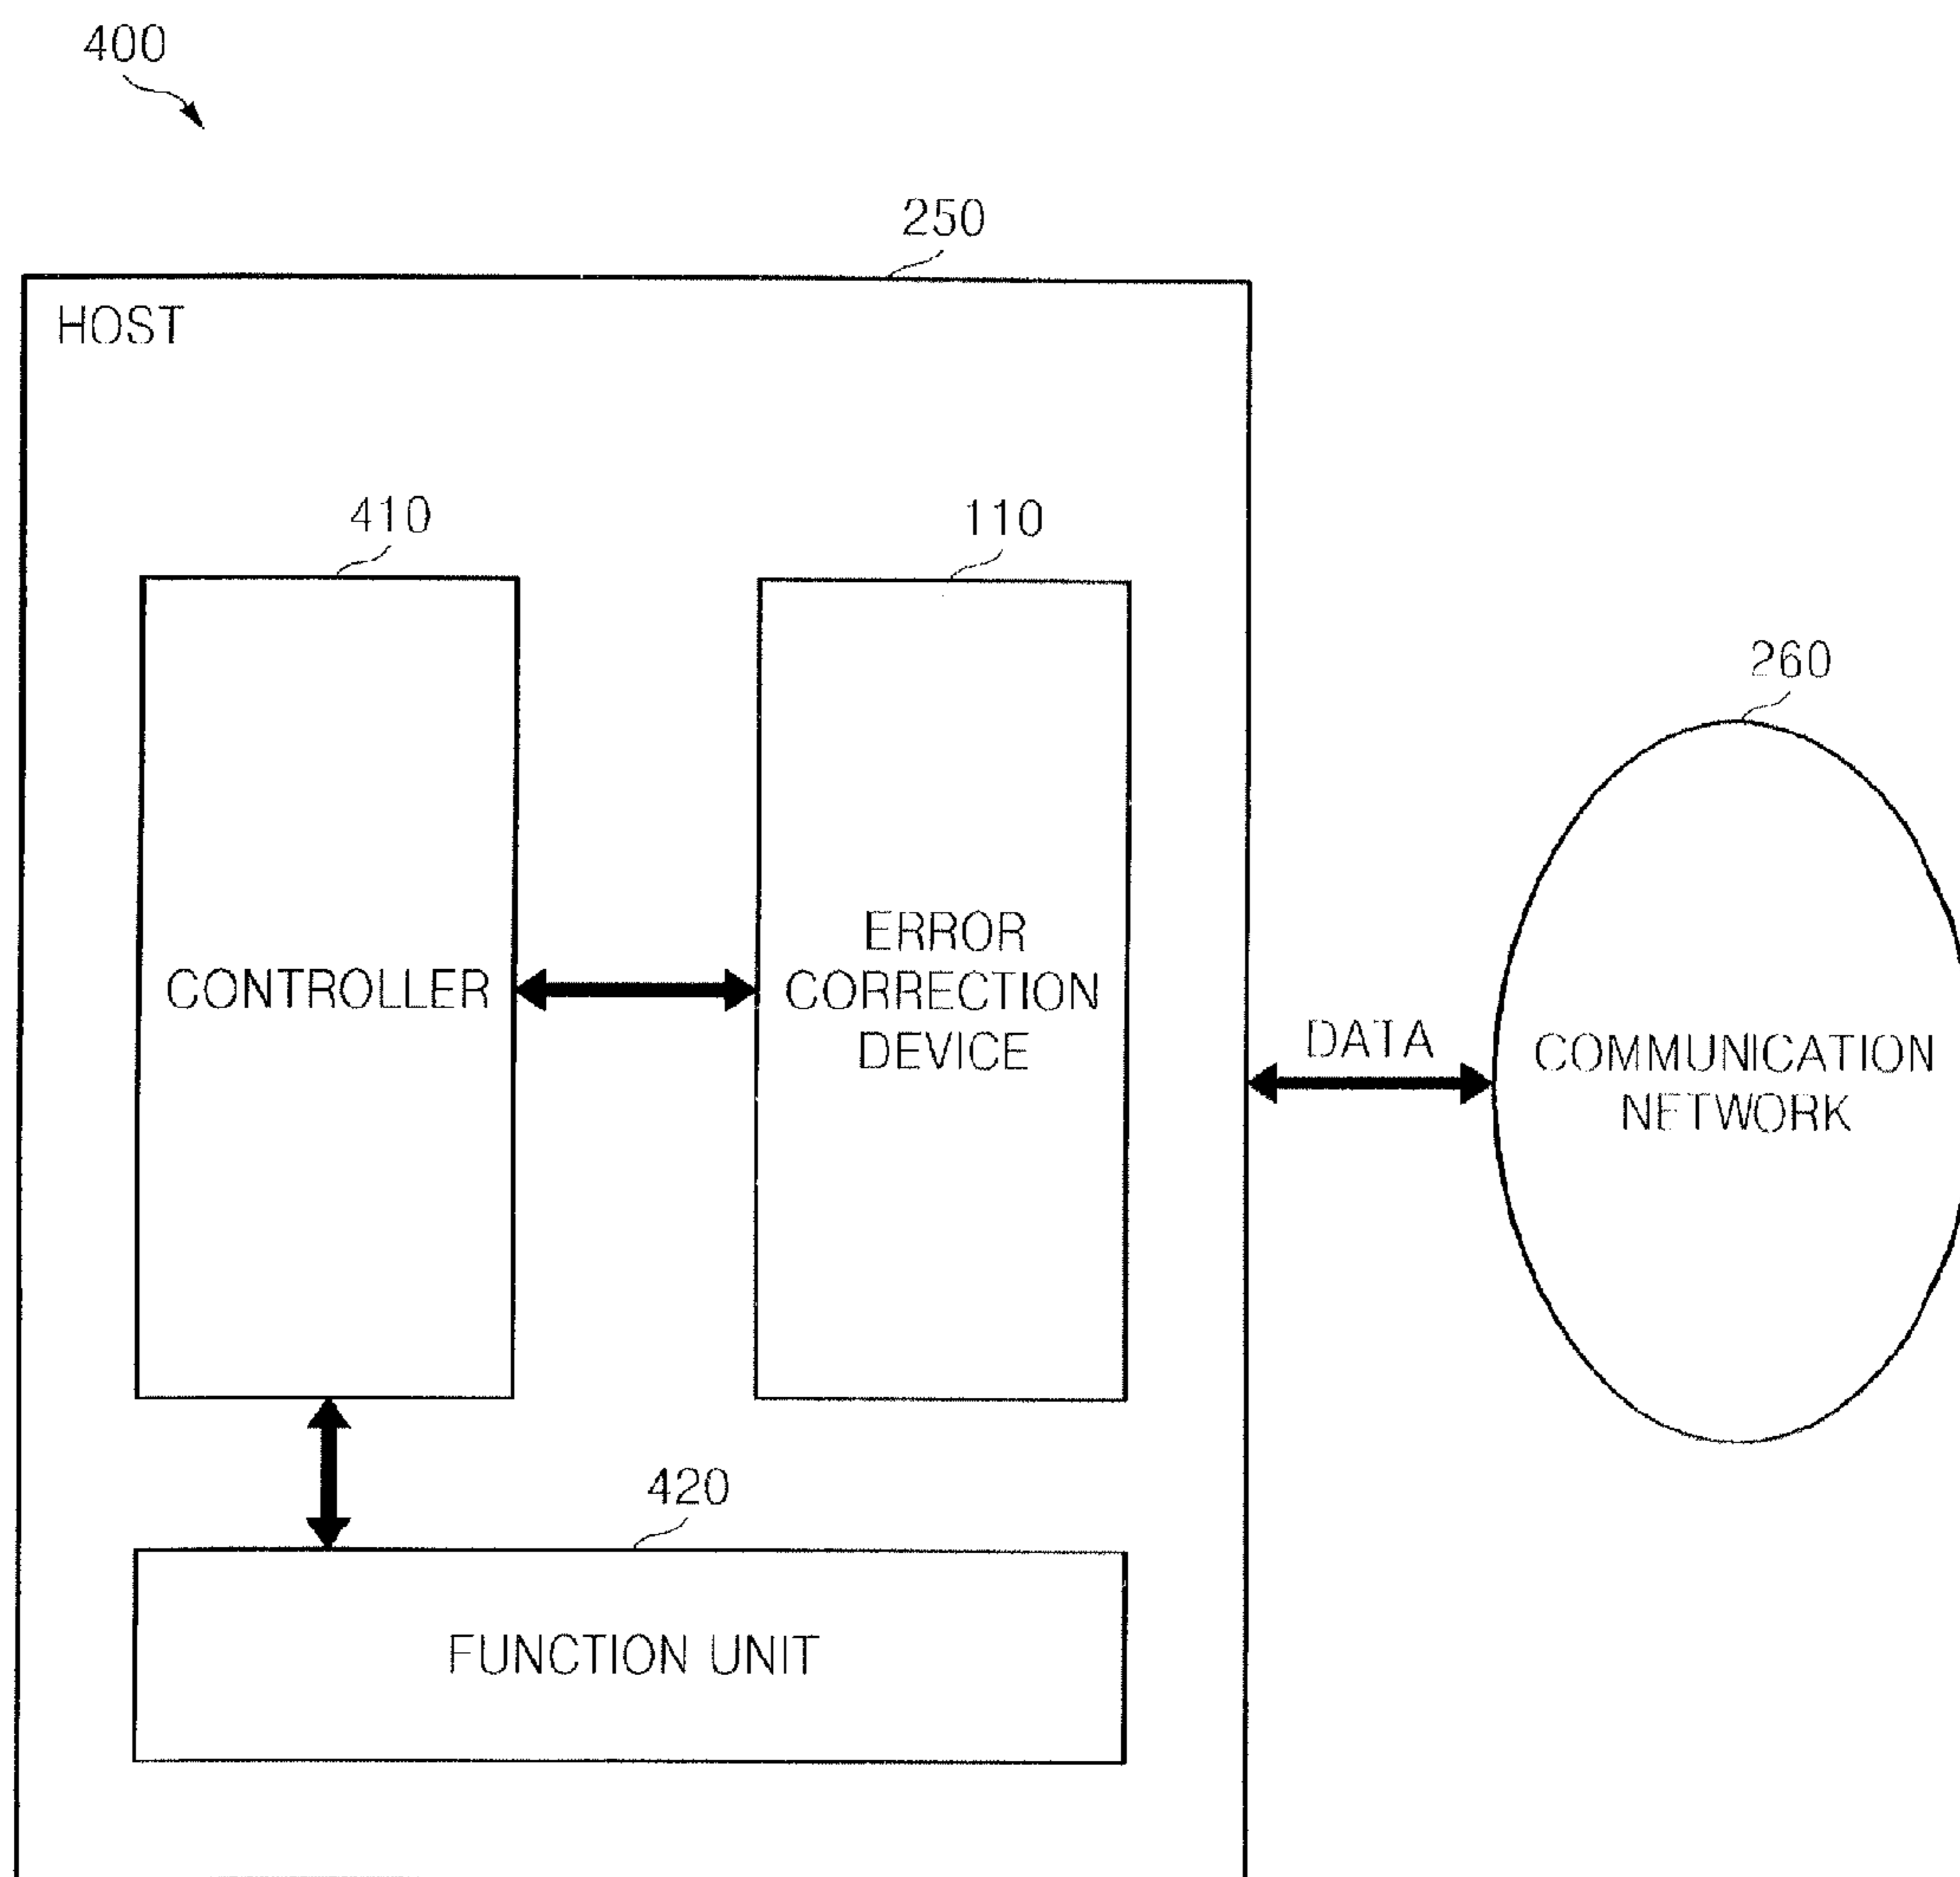 400
250
HOST
410
110
260
CONTROLLER
ERROR
CORRECTION
DEVICE
DATA
COMMUNICATION
NETWORK
420
FUNCTION UNIT